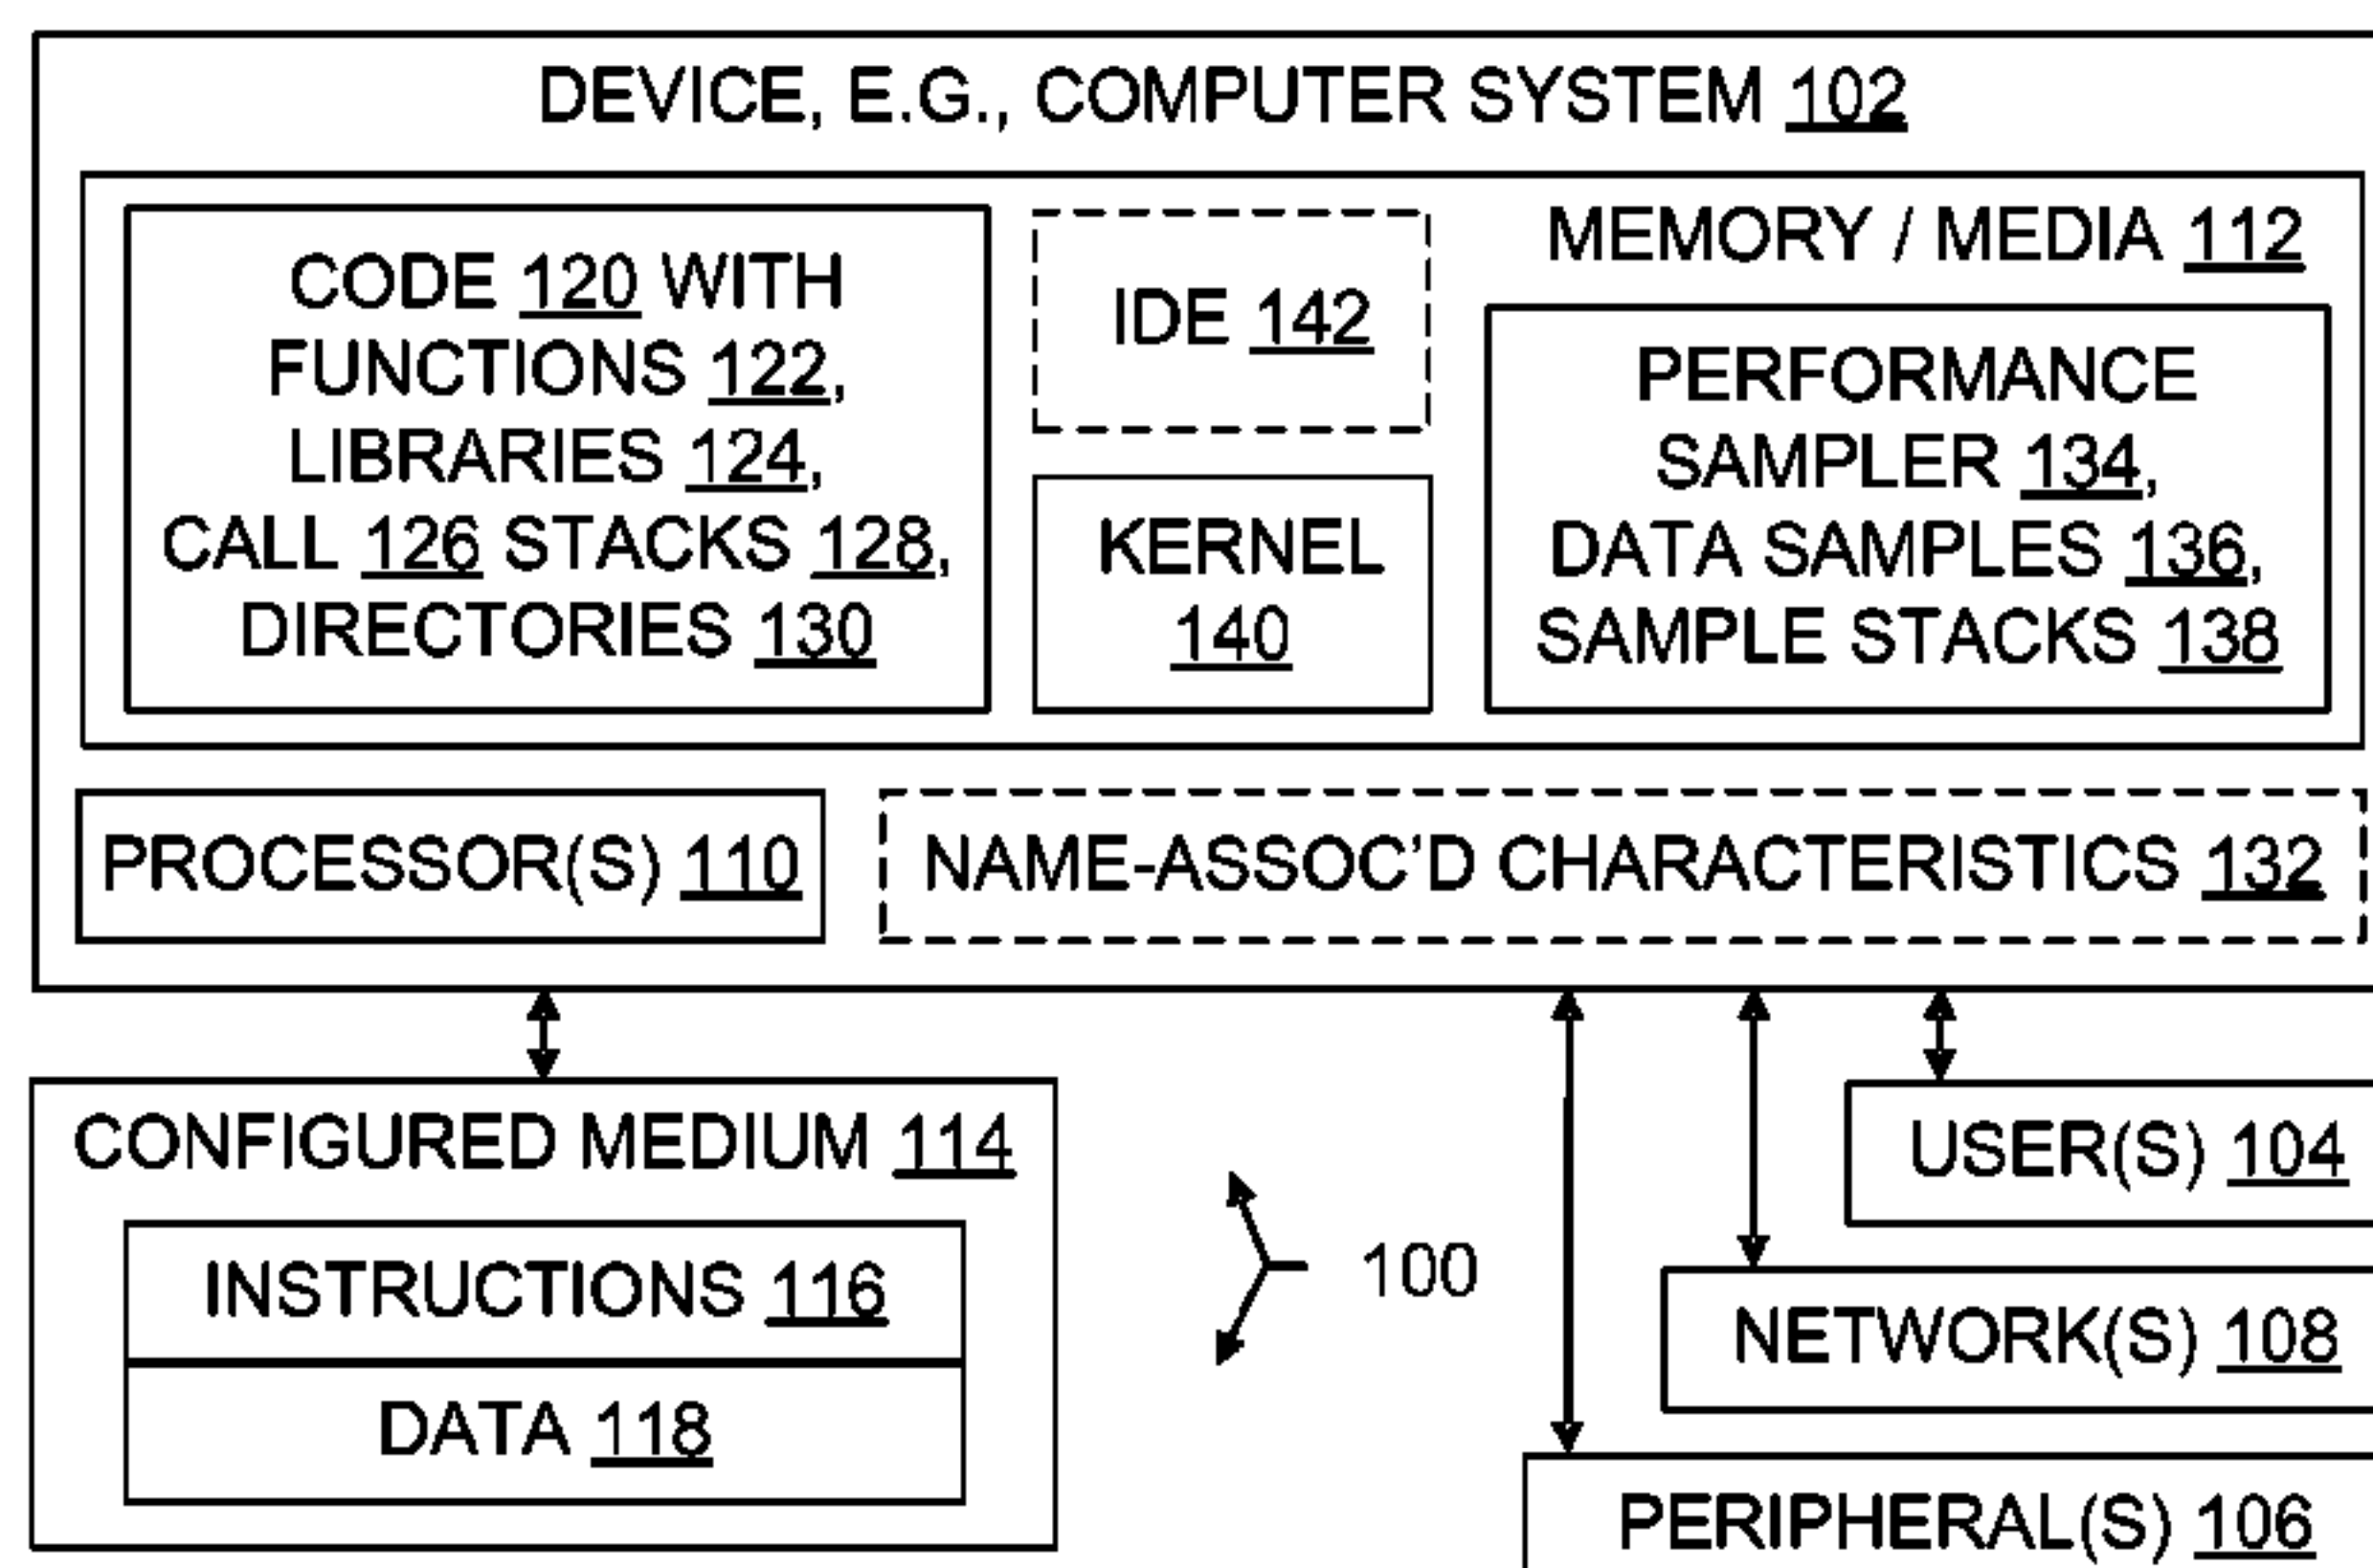 DEVICE, E.G., COMPUTER SYSTEM 102
CODE 120 WITH
FUNCTIONS 122,
LIBRARIES 124,
CALL 126 STACKS 128,
DIRECTORIES 130
IDE 142
KERNEL
140
MEMORY / MEDIA 112
PERFORMANCE
SAMPLER 134,
DATA SAMPLES 136,
SAMPLE STACKS 138
PROCESSOR(S) 110
NAME-ASSOC'D CHARACTERISTICS 132
CONFIGURED MEDIUM 114
INSTRUCTIONS 116
DATA 118
100
USER(S) 104
NETWORK(S) 108
PERIPHERAL(S) 106